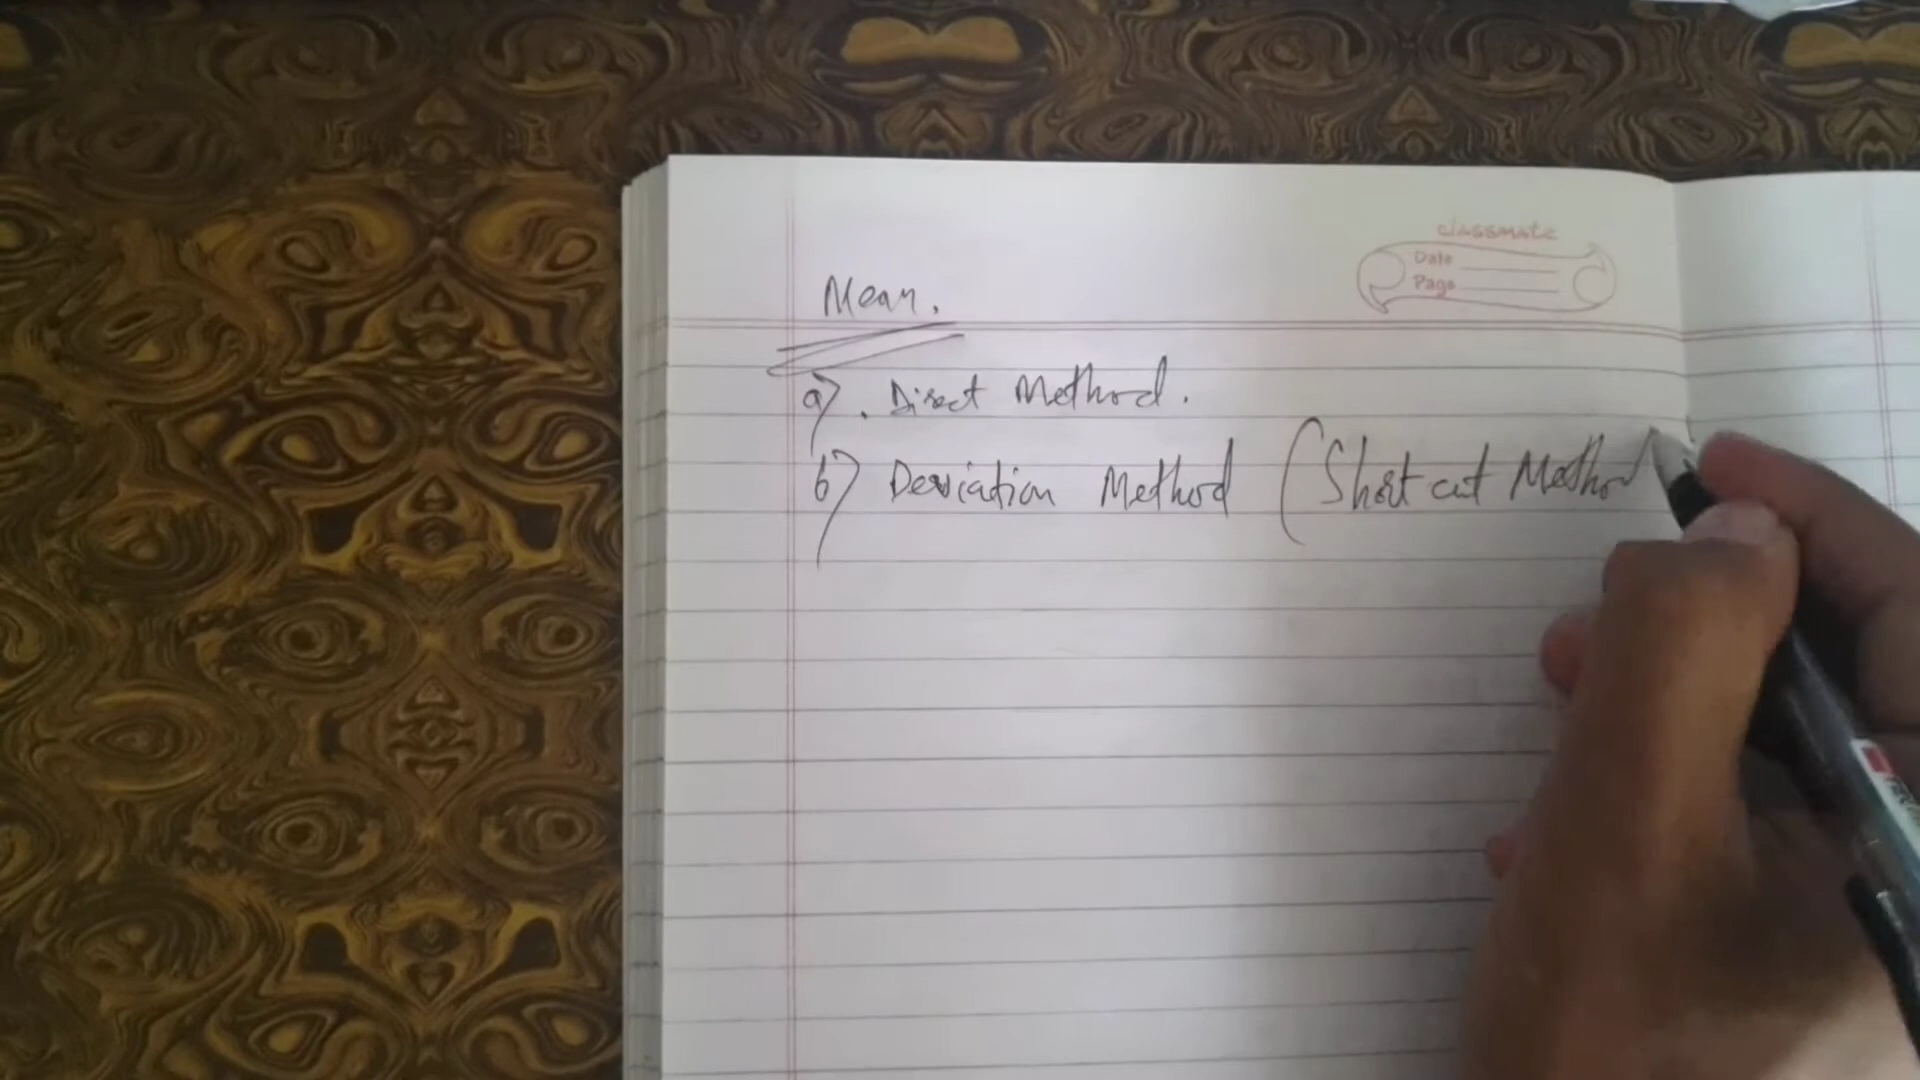 classmate
Date
Page
Mean.
a). Direct Method.
b) Deviation Method (Short cut Method